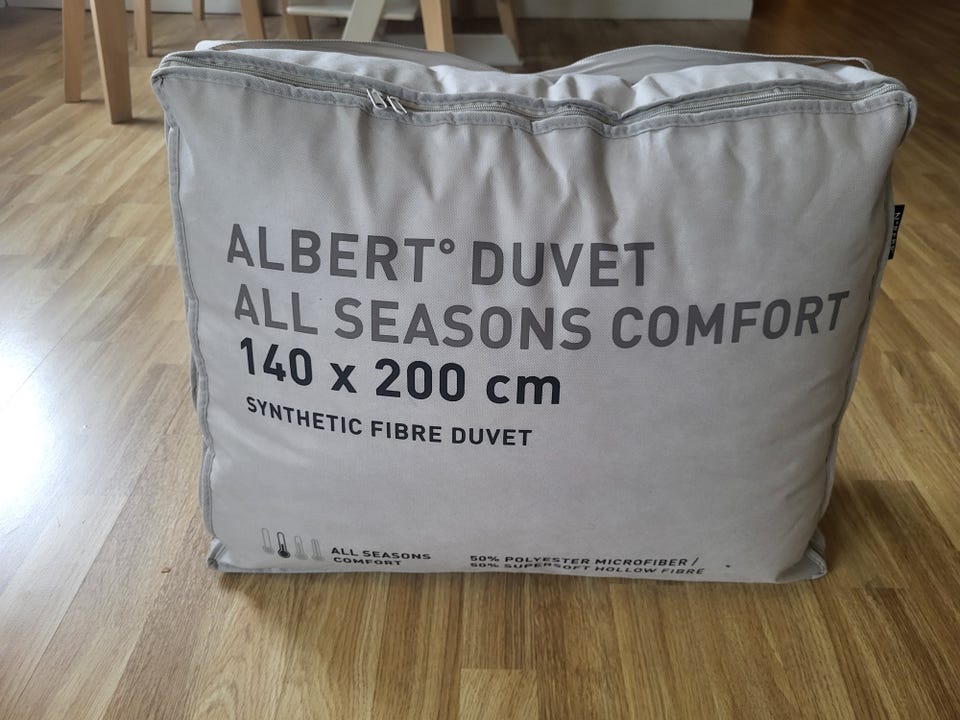 ALBERT° DUVET
ALL SEASONS COMFORT
140 x 200 cm
SYNTHETIC FIBRE DUVET
ALL SEASONS
COMFORT
50% POLYESTER MICROFIBER /
50% SUPERSOFT HOLLOW FIBRE